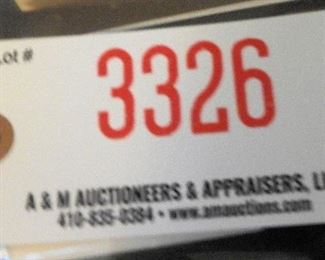 Lot #
3326
A & M AUCTIONEERS & APPRAISERS, LL
410-835-0384 • www.amauctions.com